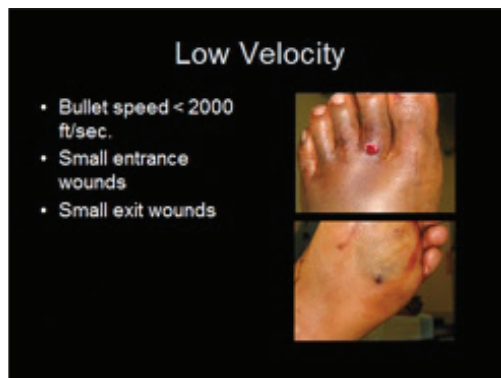 Low Velocity
• Bullet speed < 2000
ft/sec.
• Small entrance
wounds
• Small exit wounds